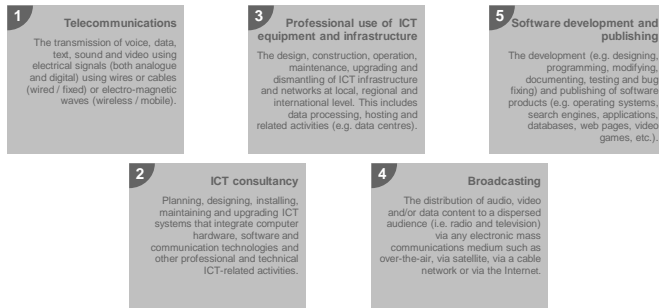 1
Telecommunications
The transmission of voice, data,
text, sound and video using
electrical signals (both analogue
and digital) using wires or cables
(wired / fixed) or electro-magnetic
waves (wireless / mobile).
2
ICT consultancy
Planning, designing, installing,
maintaining and upgrading ICT
systems that integrate computer
hardware, software and
communication technologies and
other professional and technical
ICT-related activities.
3
Professional use of ICT
equipment and infrastructure
The design, construction, operation,
maintenance, upgrading and
dismantling of ICT infrastructure
and networks at local, regional and
international level. This includes
data processing, hosting and
related activities (e.g. data centres).
4
Broadcasting
The distribution of audio, video
and/or data content to a dispersed
audience (i.e. radio and television)
via any electronic mass
communications medium such as
over-the-air, via satellite, via a cable
network or via the Internet.
5
Software development and
publishing
The development (e.g. designing,
programming, modifying,
documenting, testing and bug
fixing) and publishing of software
products (e.g. operating systems,
search engines, applications,
databases, web pages, video
games, etc.).